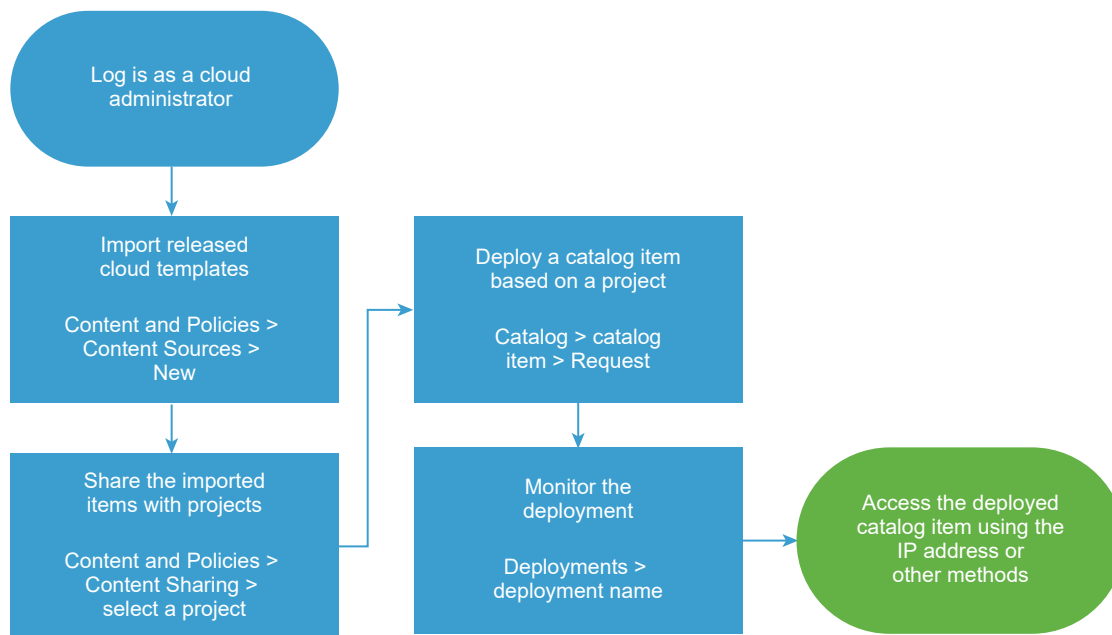 Log is as a cloud
administrator
Import released
cloud templates
Content and Policies >
Content Sources >
New
Share the imported
items with projects
Content and Policies >
Content Sharing >
select a project
Deploy a catalog item
based on a project
Catalog > catalog
item > Request
Monitor the
deployment
Deployments >
deployment name
Access the deployed
catalog item using the
IP address or
other methods